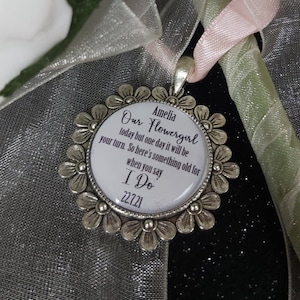 Amelia
Our Flowergirl
today but one day it will be
your turn. So here's something old for
when you say
I Do
22.7.21